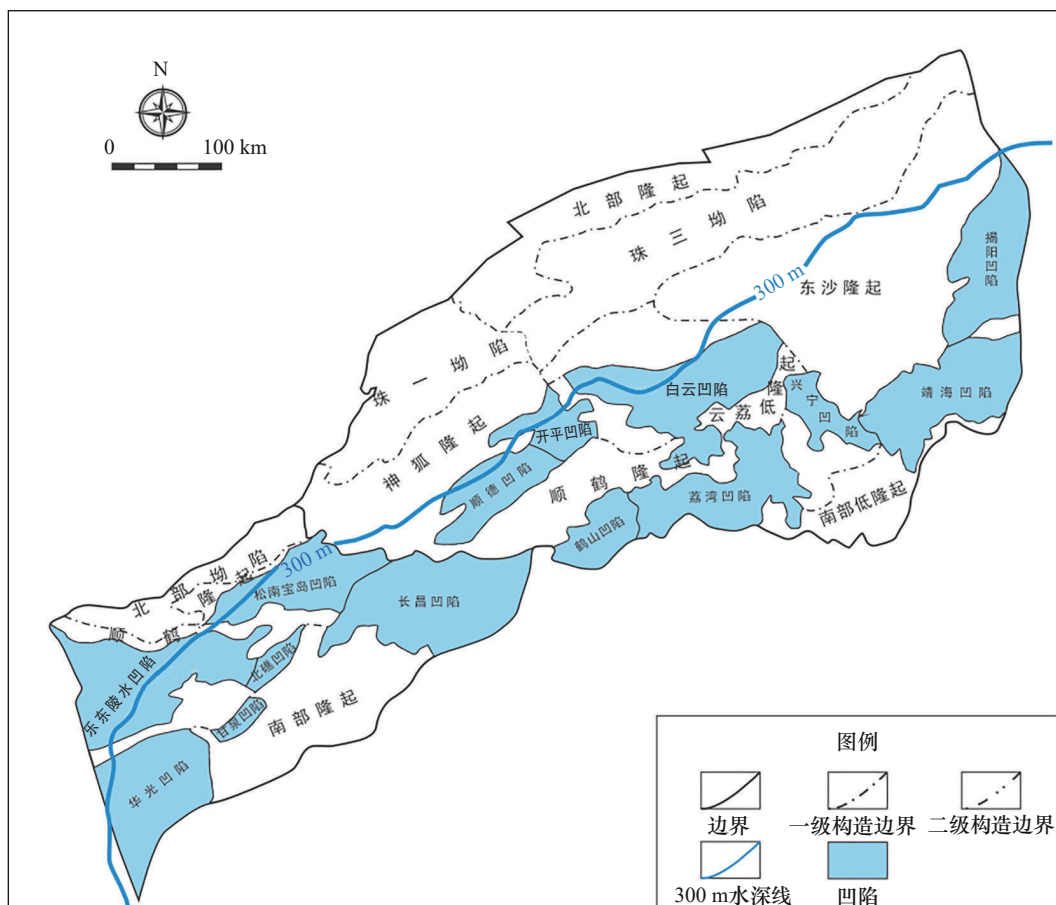 N
0 100 km
北部隆起
珠三坳陷
揭阳凹陷
300 m
东沙隆起
珠一坳陷
白云凹陷
云荔低隆起
兴宁凹陷
靖海凹陷
神狐隆起
开平凹陷
顺德凹陷
顺鹤隆起
荔湾凹陷
南部低隆起
鹤山凹陷
300 m
北部坳陷
顺鹤隆起
松南宝岛凹陷
长昌凹陷
北礁凹陷
乐东陵水凹陷
甘泉凹陷
南部隆起
华光凹陷
图例
边界 一级构造边界 二级构造边界
300 m水深线 凹陷